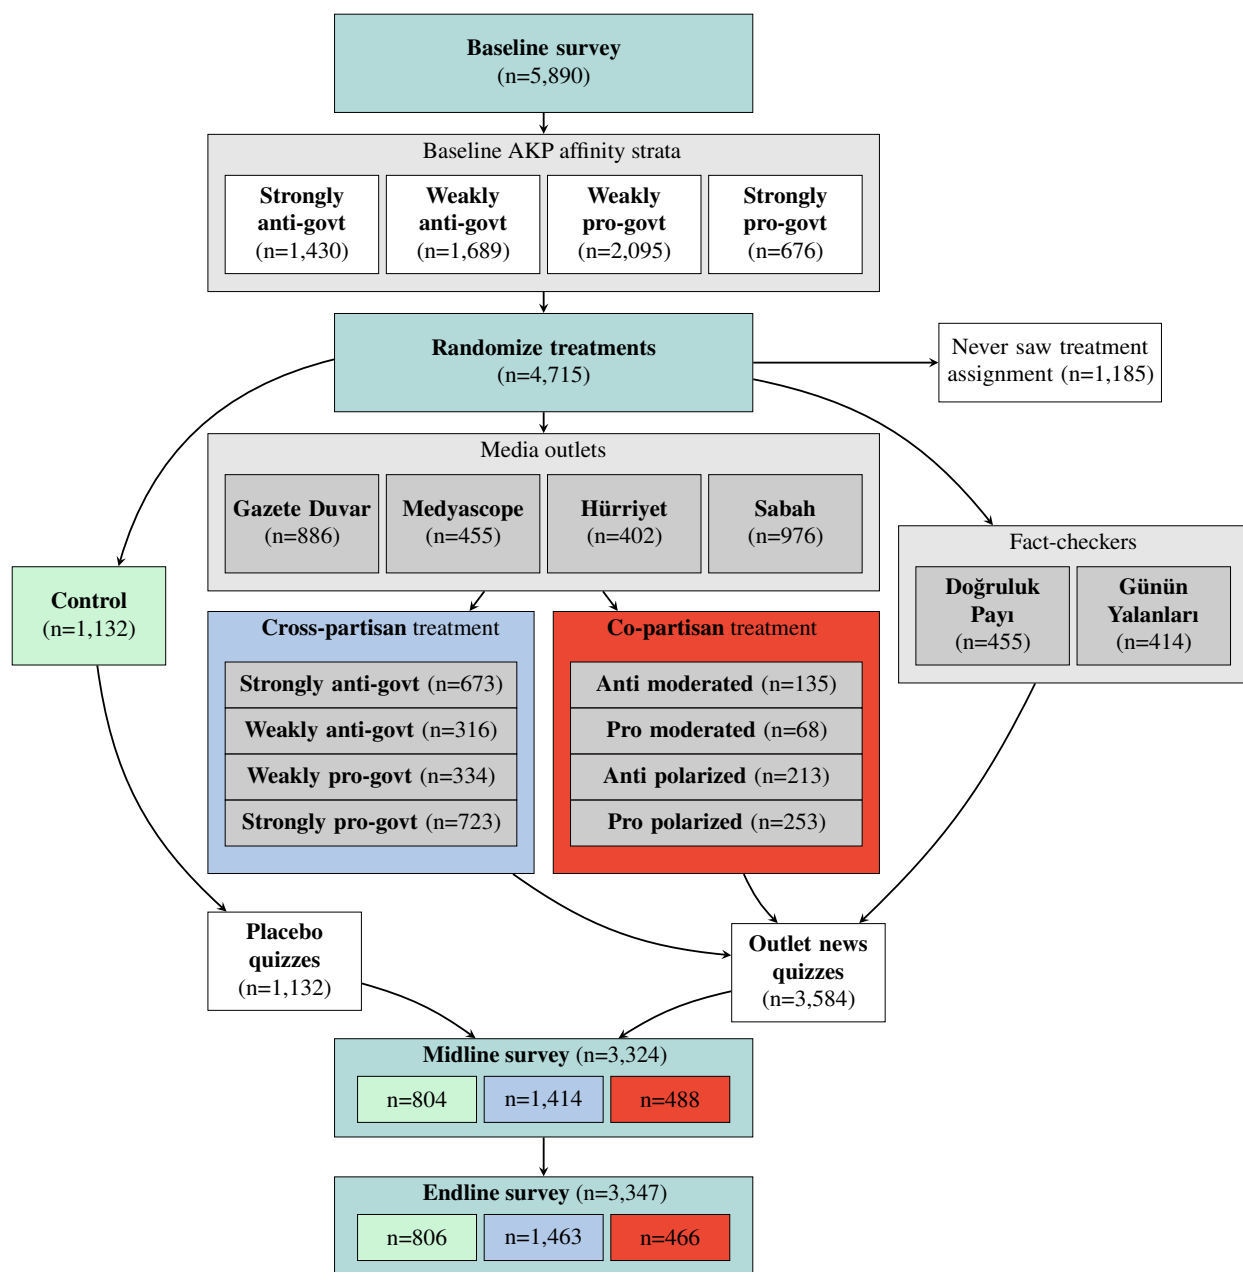 Baseline survey
(n=5,890)
Baseline AKP affinity strata
Strongly
anti-govt
(n=1,430)
Weakly
anti-govt
(n=1,689)
Weakly
pro-govt
(n=2,095)
Strongly
pro-govt
(n=676)
Randomize treatments
(n=4,715)
Never saw treatment
assignment (n=1,185)
Media outlets
Gazete Duvar
(n=886)
Medyascope
(n=455)
Hürriyet
(n=402)
Sabah
(n=976)
Fact-checkers
Doğruluk
Payı
(n=455)
Günün
Yalanları
(n=414)
Control
(n=1,132)
Cross-partisan treatment
Strongly anti-govt (n=673)
Weakly anti-govt (n=316)
Weakly pro-govt (n=334)
Strongly pro-govt (n=723)
Co-partisan treatment
Anti moderated (n=135)
Pro moderated (n=68)
Anti polarized (n=213)
Pro polarized (n=253)
Placebo
quizzes
(n=1,132)
Outlet news
quizzes
(n=3,584)
Midline survey (n=3,324)
n=804
n=1,414
n=488
Endline survey (n=3,347)
n=806
n=1,463
n=466